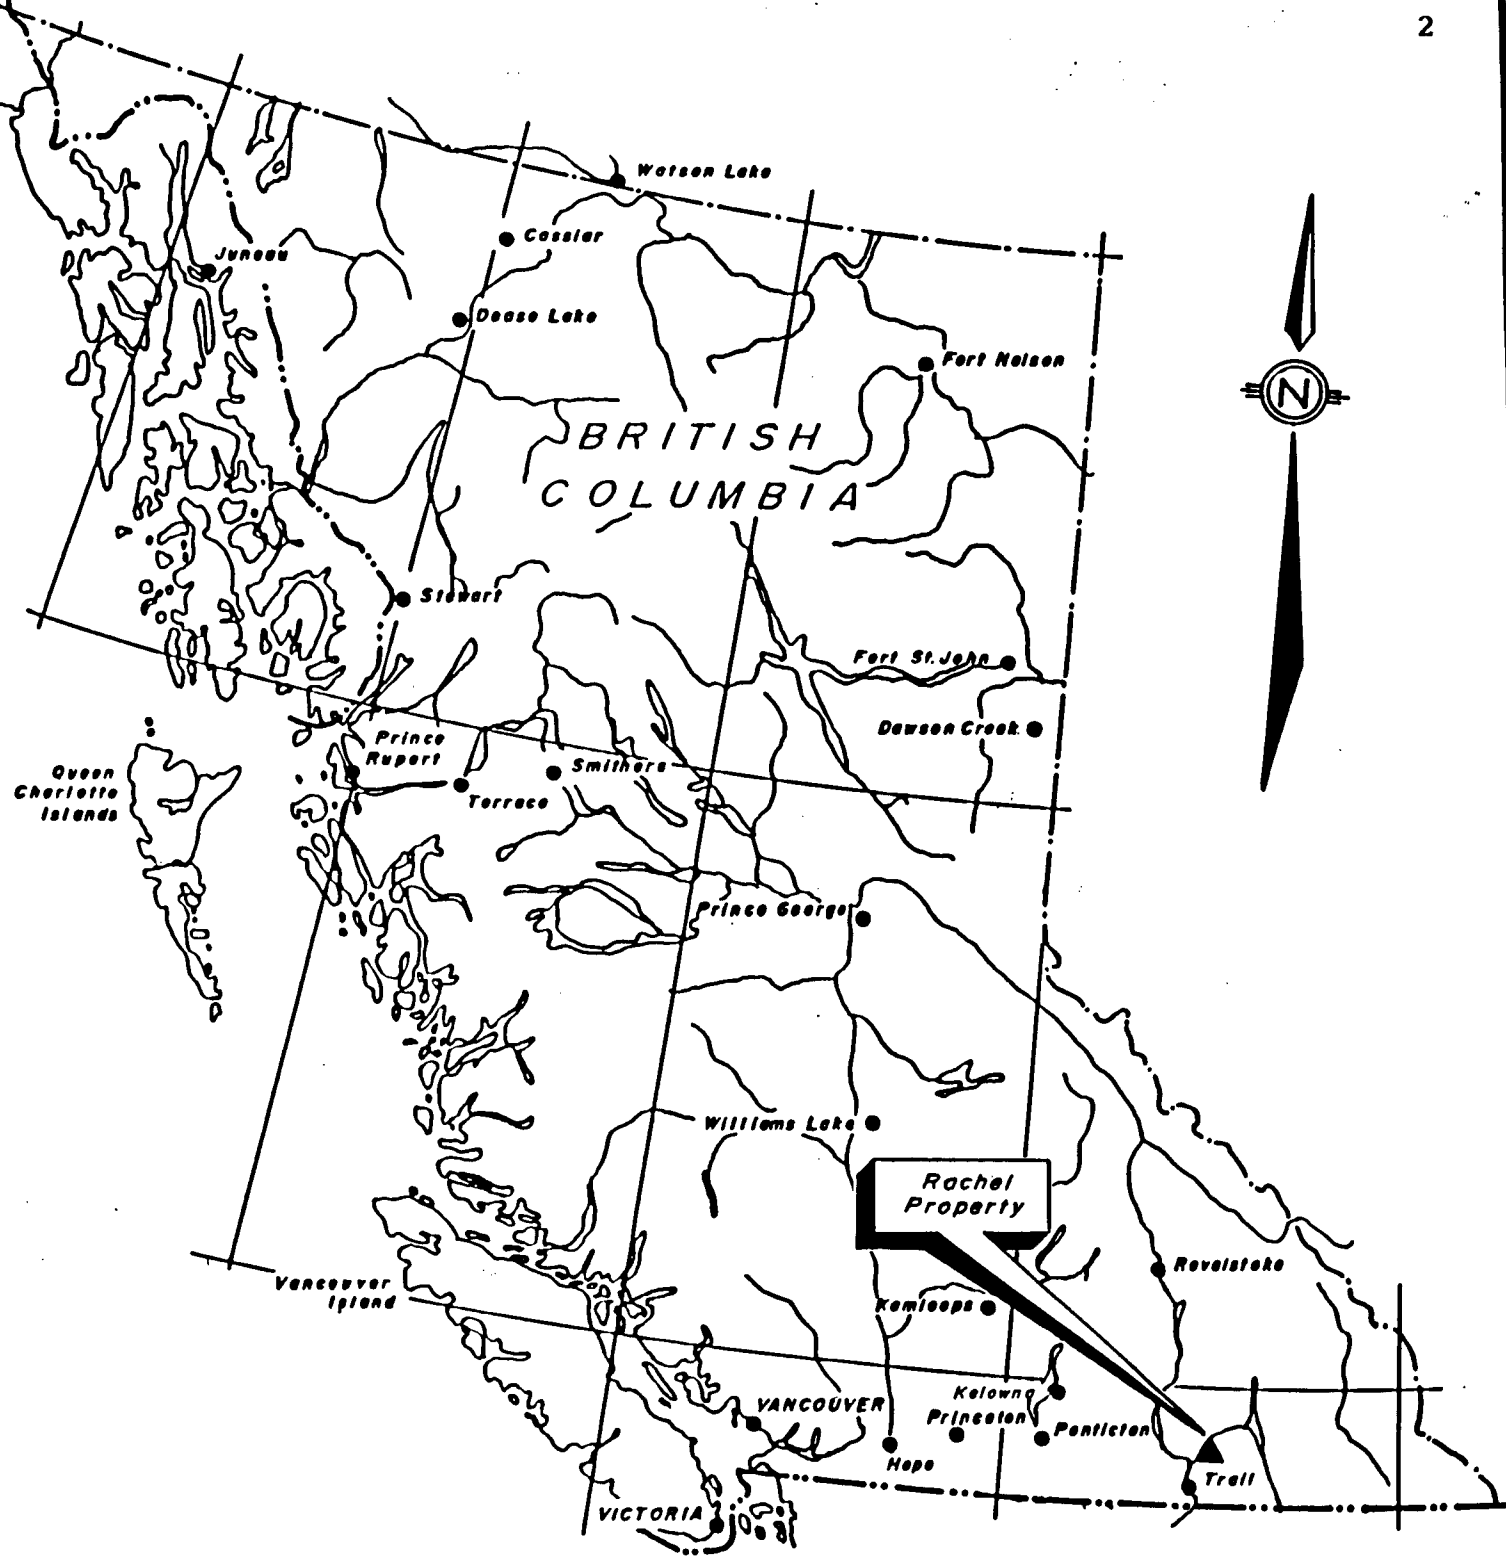 2
Watson Lake
Cassiar
Juneau
Dease Lake
Fort Nelson
N
BRITISH
COLUMBIA
Stewart
Fort St. John
Dawson Creek
Prince
Rupert
Smithers
Queen
Charlotte
Islands
Terrace
Prince George
Williams Lake
Rachel
Property
Revelstoke
Vancouver
Island
Kamloops
Kelowna
VANCOUVER
Princeton
Penticton
Hope
Trail
VICTORIA